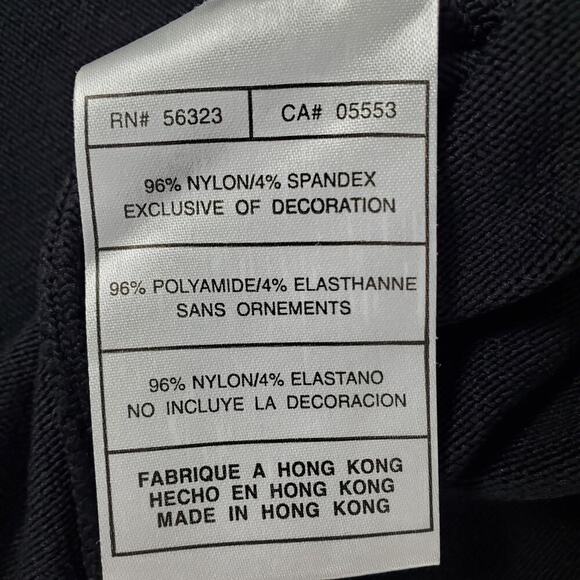 RN# 56323 CA# 05553
96% NYLON/4% SPANDEX
EXCLUSIVE OF DECORATION
96% POLYAMIDE/4% ELASTHANNE
SANS ORNEMENTS
96% NYLON/4% ELASTANO
NO INCLUYE LA DECORACION
FABRIQUE A HONG KONG
HECHO EN HONG KONG
MADE IN HONG KONG